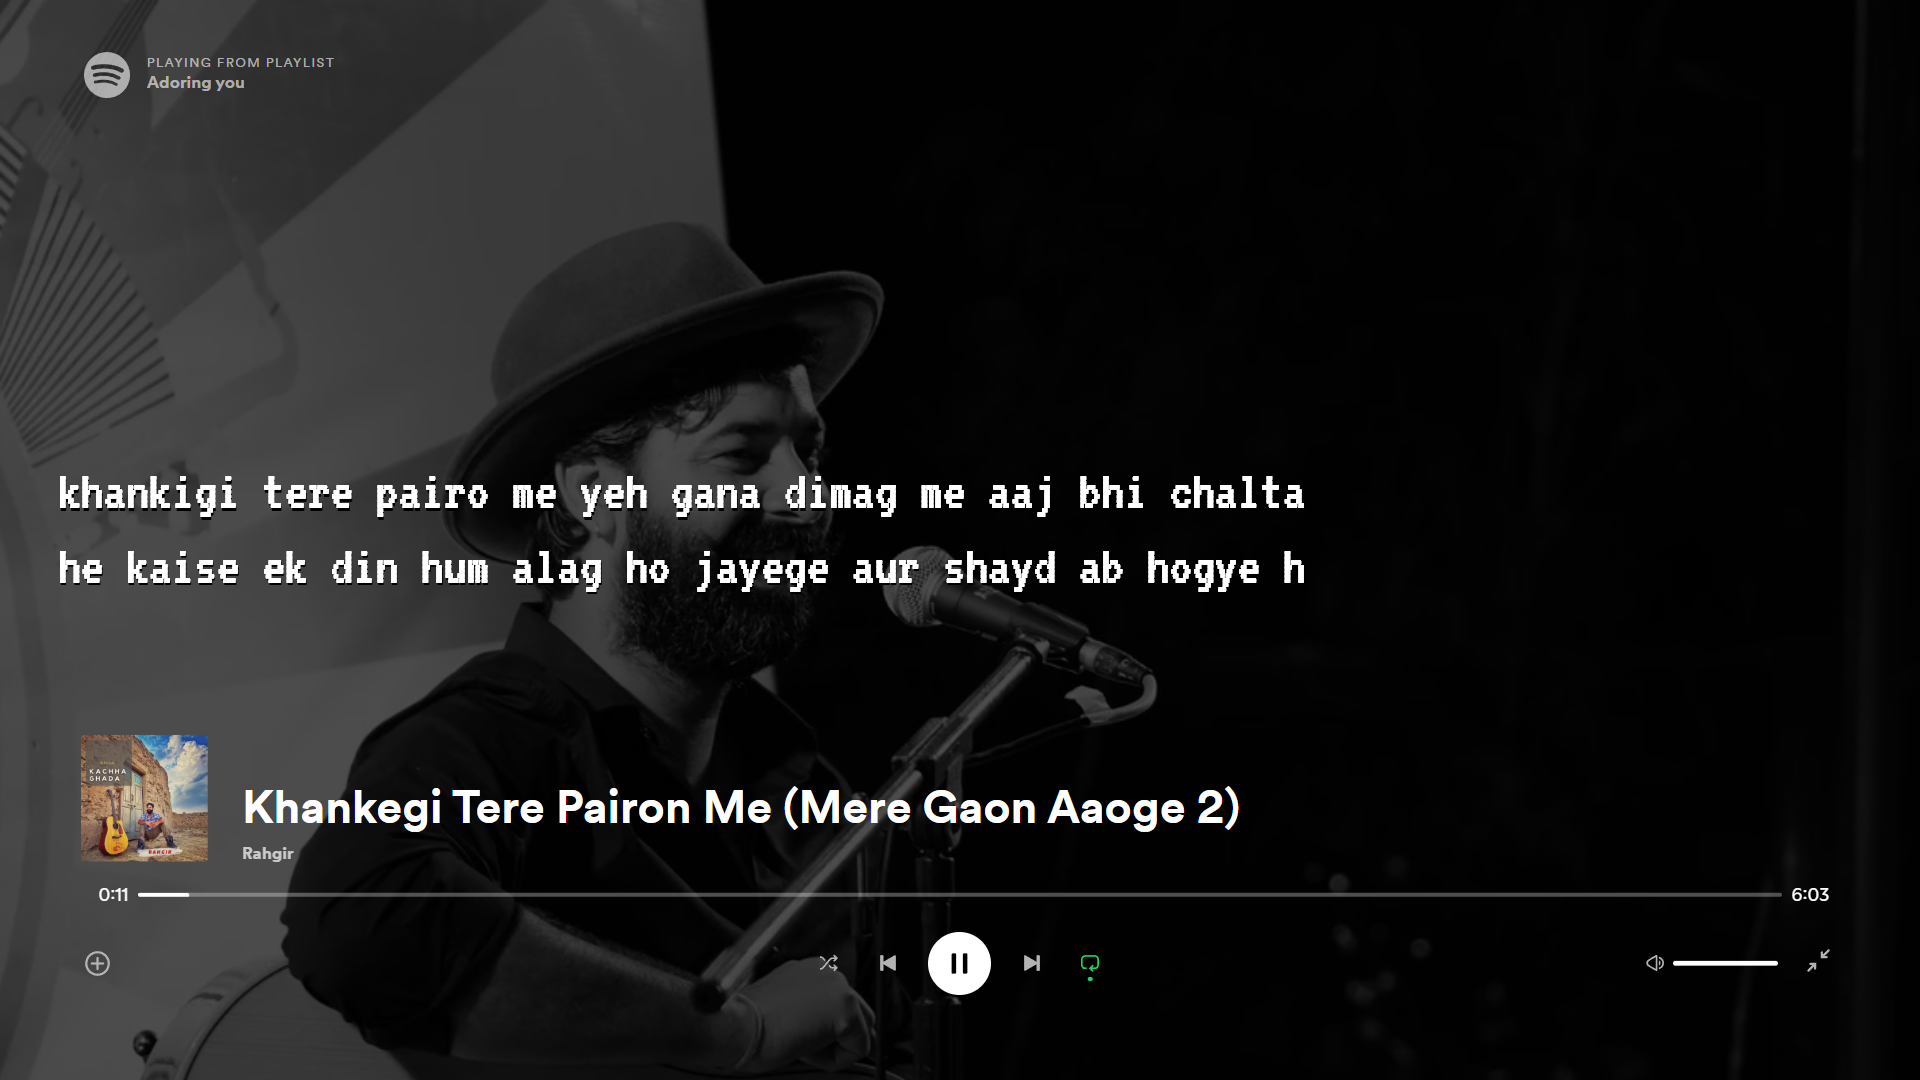 PLAYING FROM PLAYLIST
Adoring you
khankigi tere pairo me yeh gana dimag me aaj bhi chalta
he kaise ek din hum alag ho jayege aur shayd ab hogye h
KACHHA
GHADA
RAHGIR
Khankegi Tere Pairon Me (Mere Gaon Aaoge 2)
Rahgir
0:11
6:03